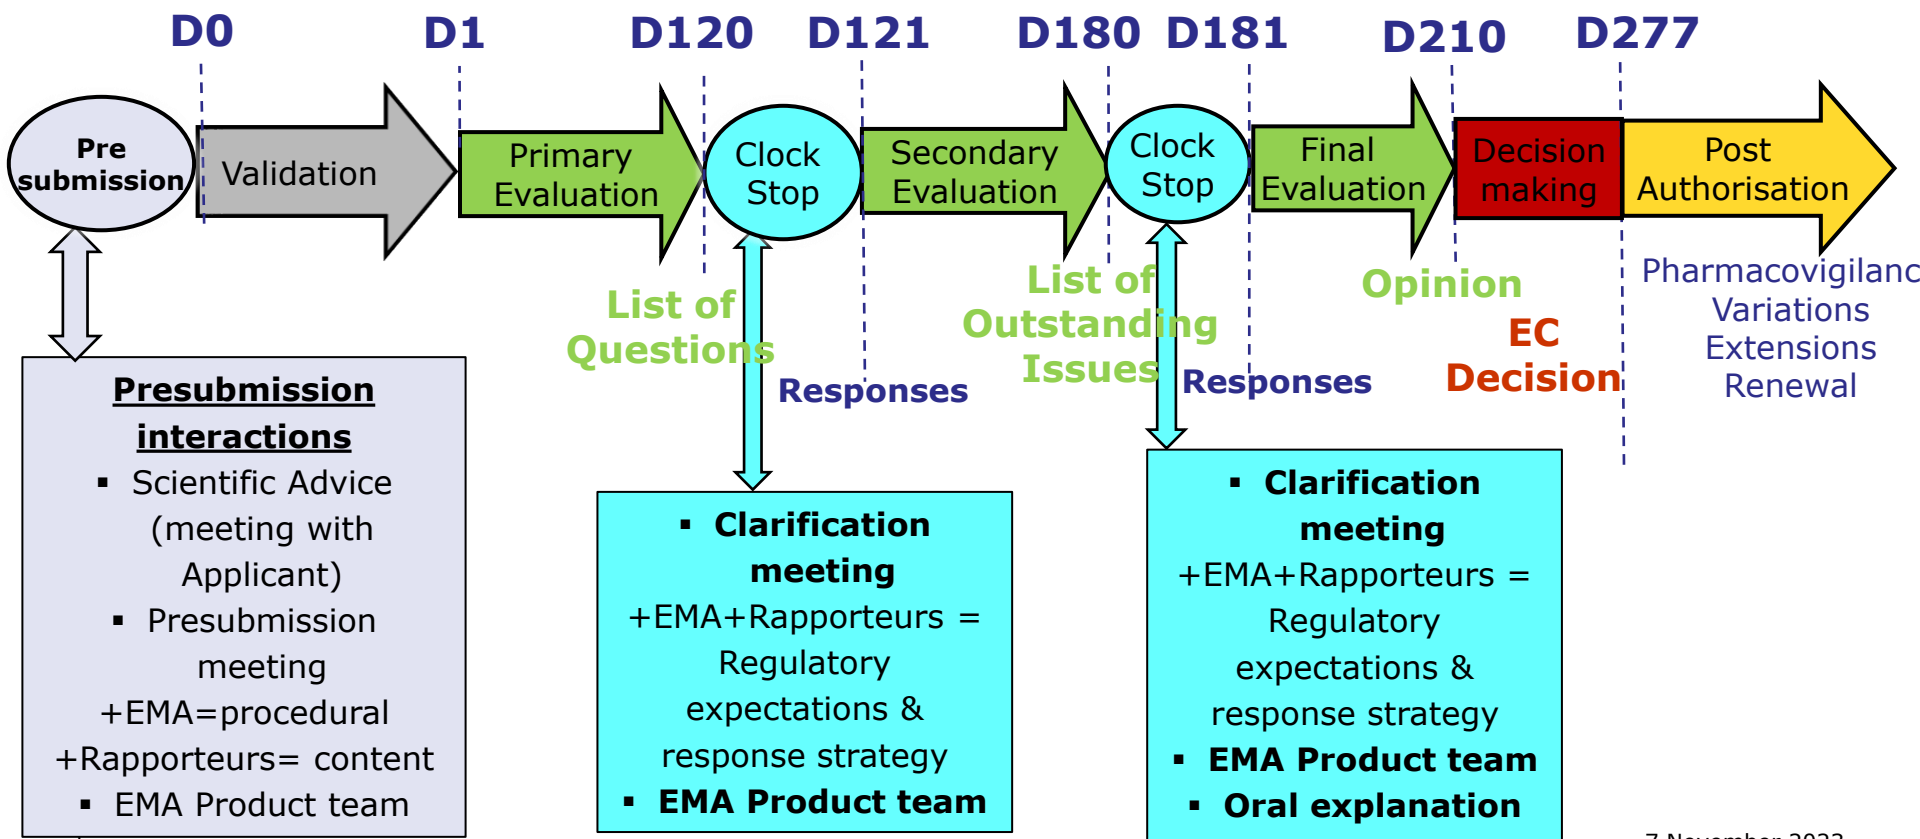 D0 D1 D120 D121 D180 D181 D210 D277
Pre
submission
Validation
Primary
Evaluation
Clock
Stop
Secondary
Evaluation
Clock
Stop
Final
Evaluation
Decision
making
Post
Authorisation
List of
Questions
Responses
List of
Outstanding
Issues
Responses
Opinion
EC
Decision
Pharmacovigilanc
Variations
Extensions
Renewal
Presubmission
interactions
▪ Scientific Advice
(meeting with
Applicant)
▪ Presubmission
meeting
+EMA=procedural
+Rapporteurs= content
▪ EMA Product team
▪ Clarification
meeting
+EMA+Rapporteurs =
Regulatory
expectations &
response strategy
▪ EMA Product team
▪ Clarification
meeting
+EMA+Rapporteurs =
Regulatory
expectations &
response strategy
▪ EMA Product team
▪ Oral explanation